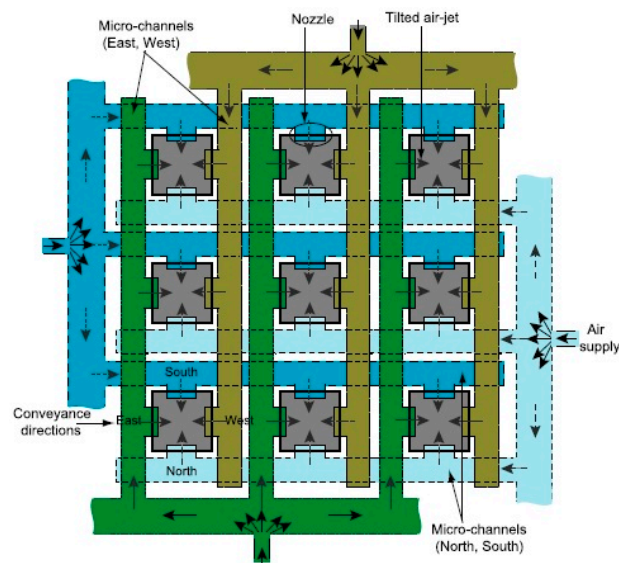 Micro-channels
(East, West)
Nozzle
Tilted air-jet
Air
supply
South
Conveyance
directions
East
West
North
Micro-channels
(North, South)